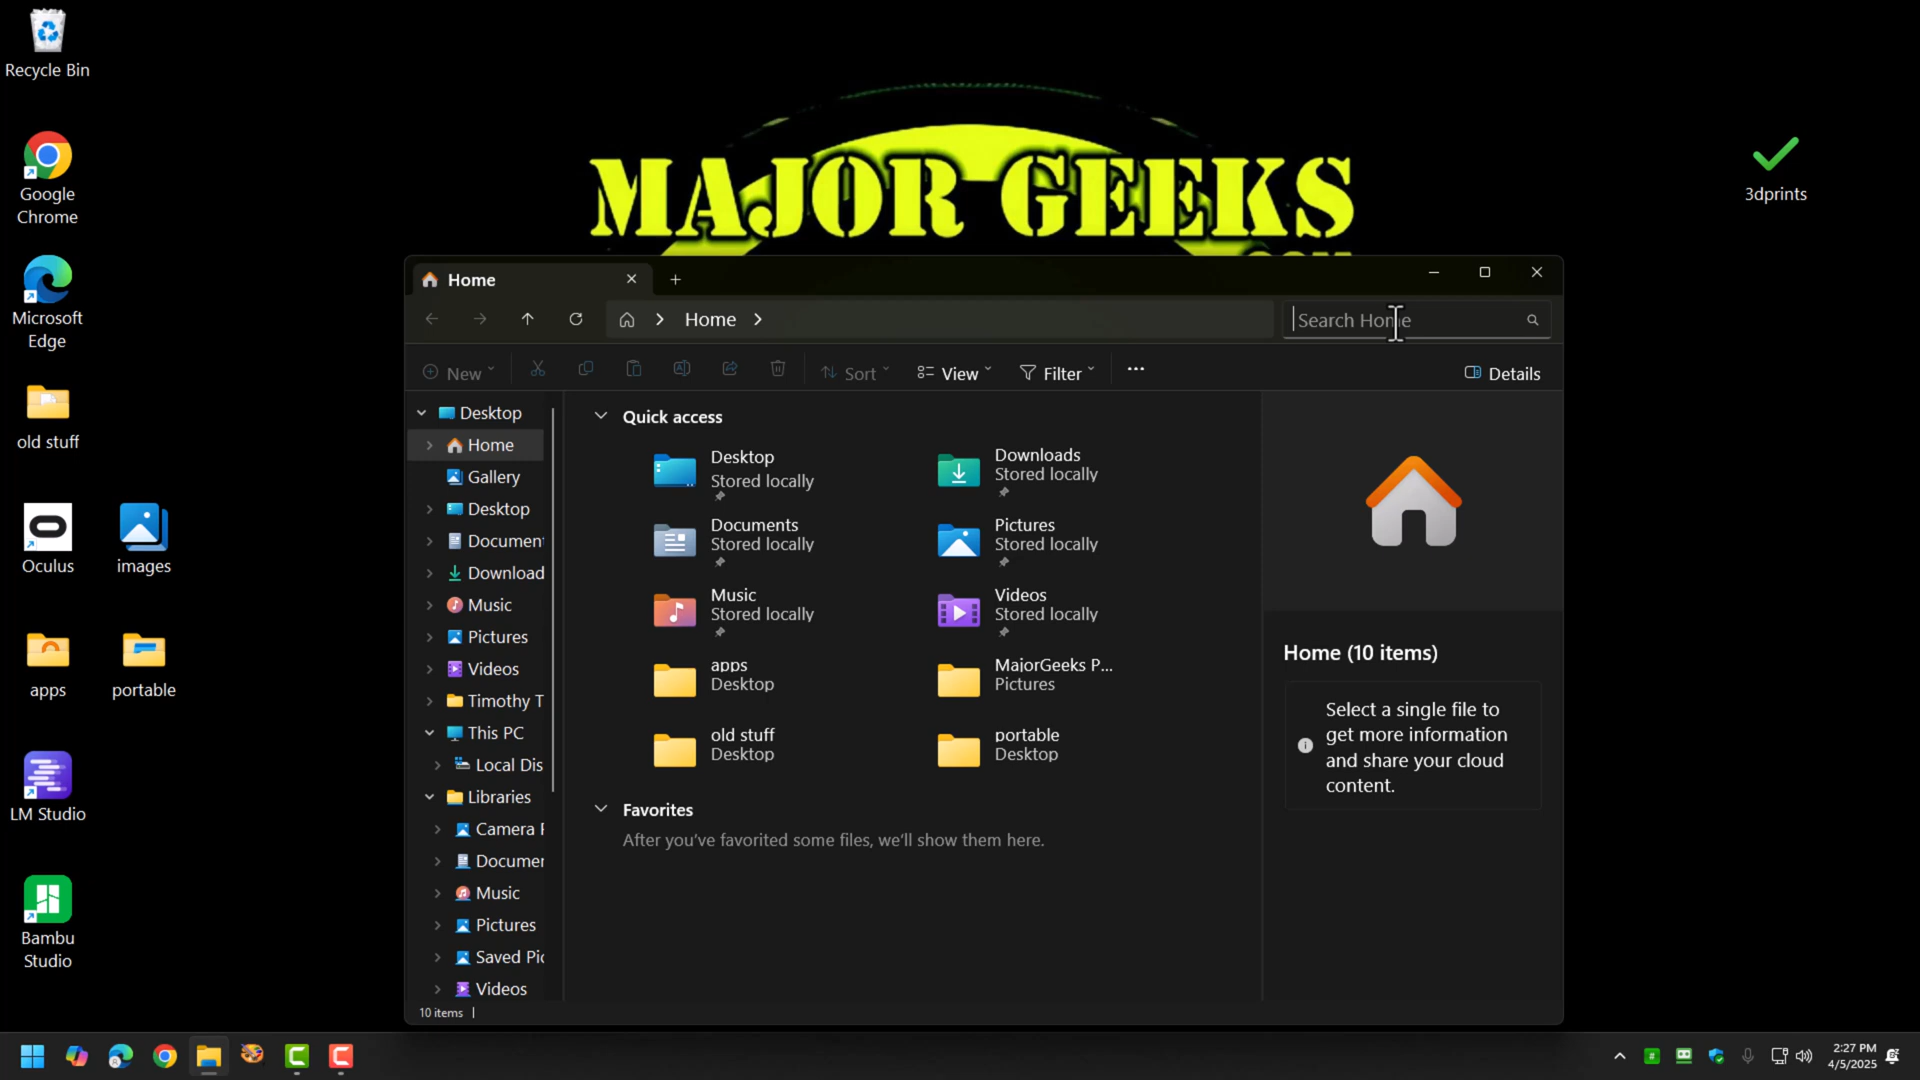 Recycle Bin
Google
Chrome
Microsoft
Edge
old stuff
Oculus
images
apps
portable
LM Studio
Bambu
Studio
MAJOR GEEKS
3dprints
Home
Home
Search Home
New
Sort
View
Filter
Details
Desktop
Home
Gallery
Desktop
Document
Download
Music
Pictures
Videos
Timothy T
This PC
Local Dis
Libraries
Camera R
Documen
Music
Pictures
Saved Pic
Videos
Quick access
Desktop
Stored locally
Downloads
Stored locally
Documents
Stored locally
Pictures
Stored locally
Music
Stored locally
Videos
Stored locally
apps
Desktop
MajorGeeks P...
Pictures
old stuff
Desktop
portable
Desktop
Favorites
After you've favorited some files, we'll show them here.
Home (10 items)
Select a single file to
get more information
and share your cloud
content.
10 items
2:27 PM
4/5/2025